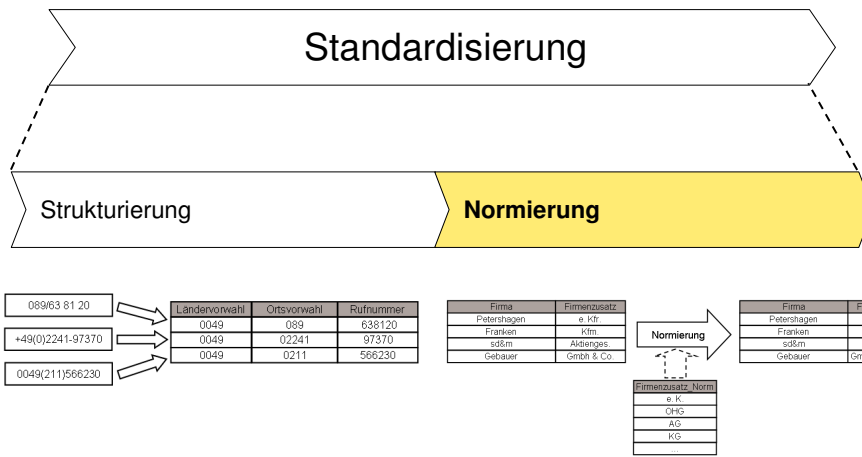 Standardisierung
Strukturierung
Normierung
089/63 81 20
+49(0)2241-97370
0049(211)566230
Ländervorwahl Ortsvorwahl Rufnummer
0049 089 638120
0049 02241 97370
0049 0211 566230
Firma Firmenzusatz
Petershagen e. Kfr
Franken Kfm.
sd&m Aktienges.
Gebauer Gmbh & Co.
Normierung
Firmenzusatz_Norm
e. K.
OHG
AG
KG
...
Firma
Petershagen
Franken
sd&m
Gebauer